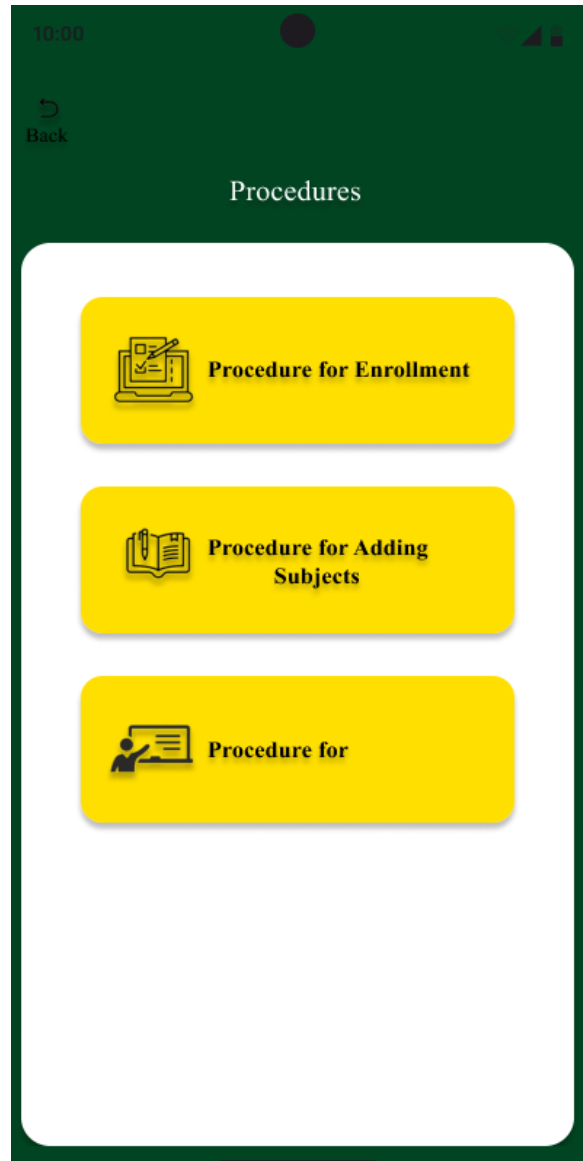 10:00
Back
Procedures
Procedure for Enrollment
Procedure for Adding
Subjects
Procedure for